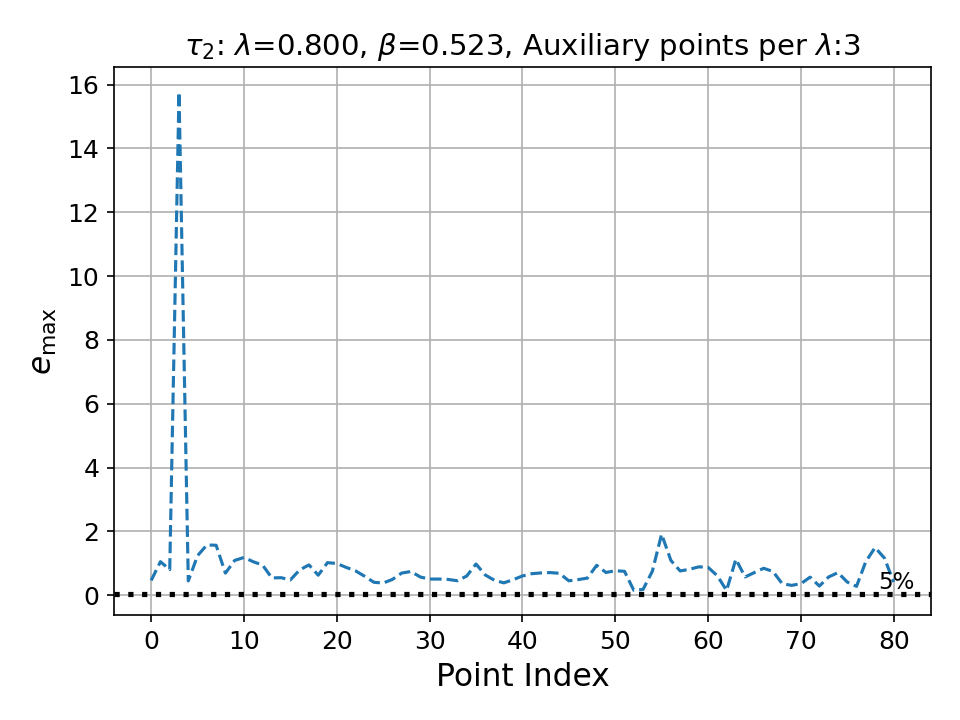 τ₂: λ=0.800, β=0.523, Auxiliary points per λ:3
16
14
12
10
8
6
4
2
0
e_max
5%
0 10 20 30 40 50 60 70 80
Point Index